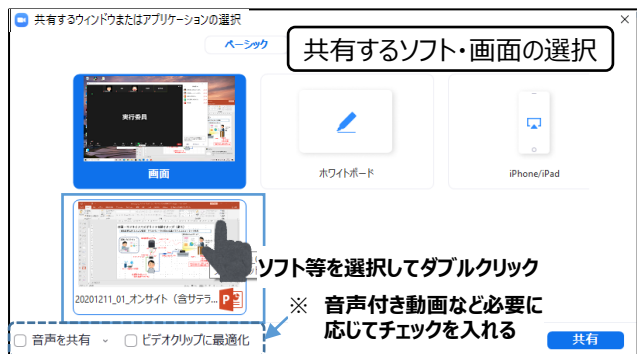 共有するウィンドウまたはアプリケーションの選択
ベーシック
共有するソフト・画面の選択
実行委員
画面
ホワイトボード
iPhone/iPad
ソフト等を選択してダブルクリック
20201211_01_オンサイト（含サテラ...
※ 音声付き動画など必要に
応じてチェックを入れる
音声を共有
ビデオクリップに最適化
共有